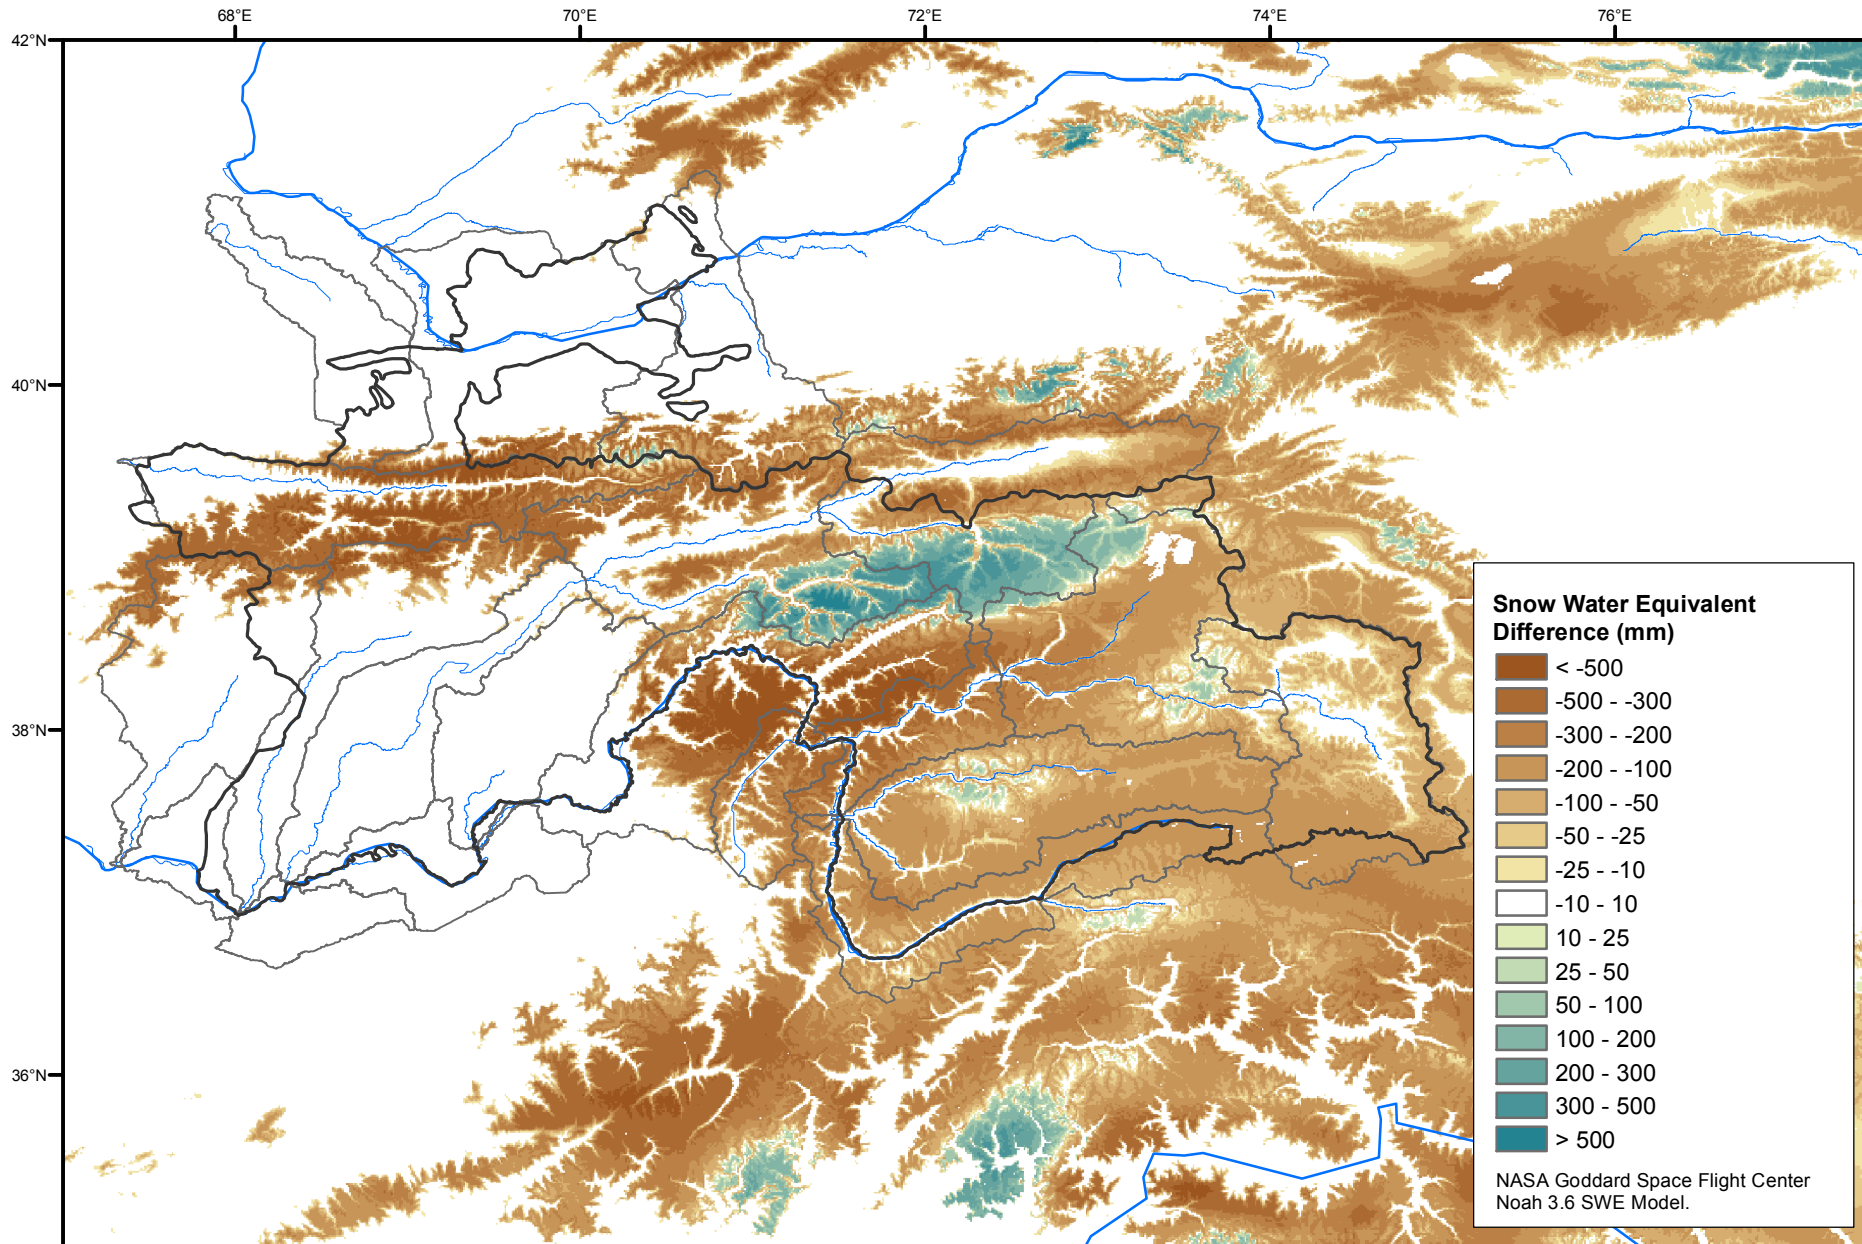 68°E
70°E
72°E
74°E
76°E
42°N
40°N
38°N
36°N
Snow Water Equivalent
Difference (mm)
< -500
-500 - -300
-300 - -200
-200 - -100
-100 - -50
-50 - -25
-25 - -10
-10 - 10
10 - 25
25 - 50
50 - 100
100 - 200
200 - 300
300 - 500
> 500
NASA Goddard Space Flight Center
Noah 3.6 SWE Model.